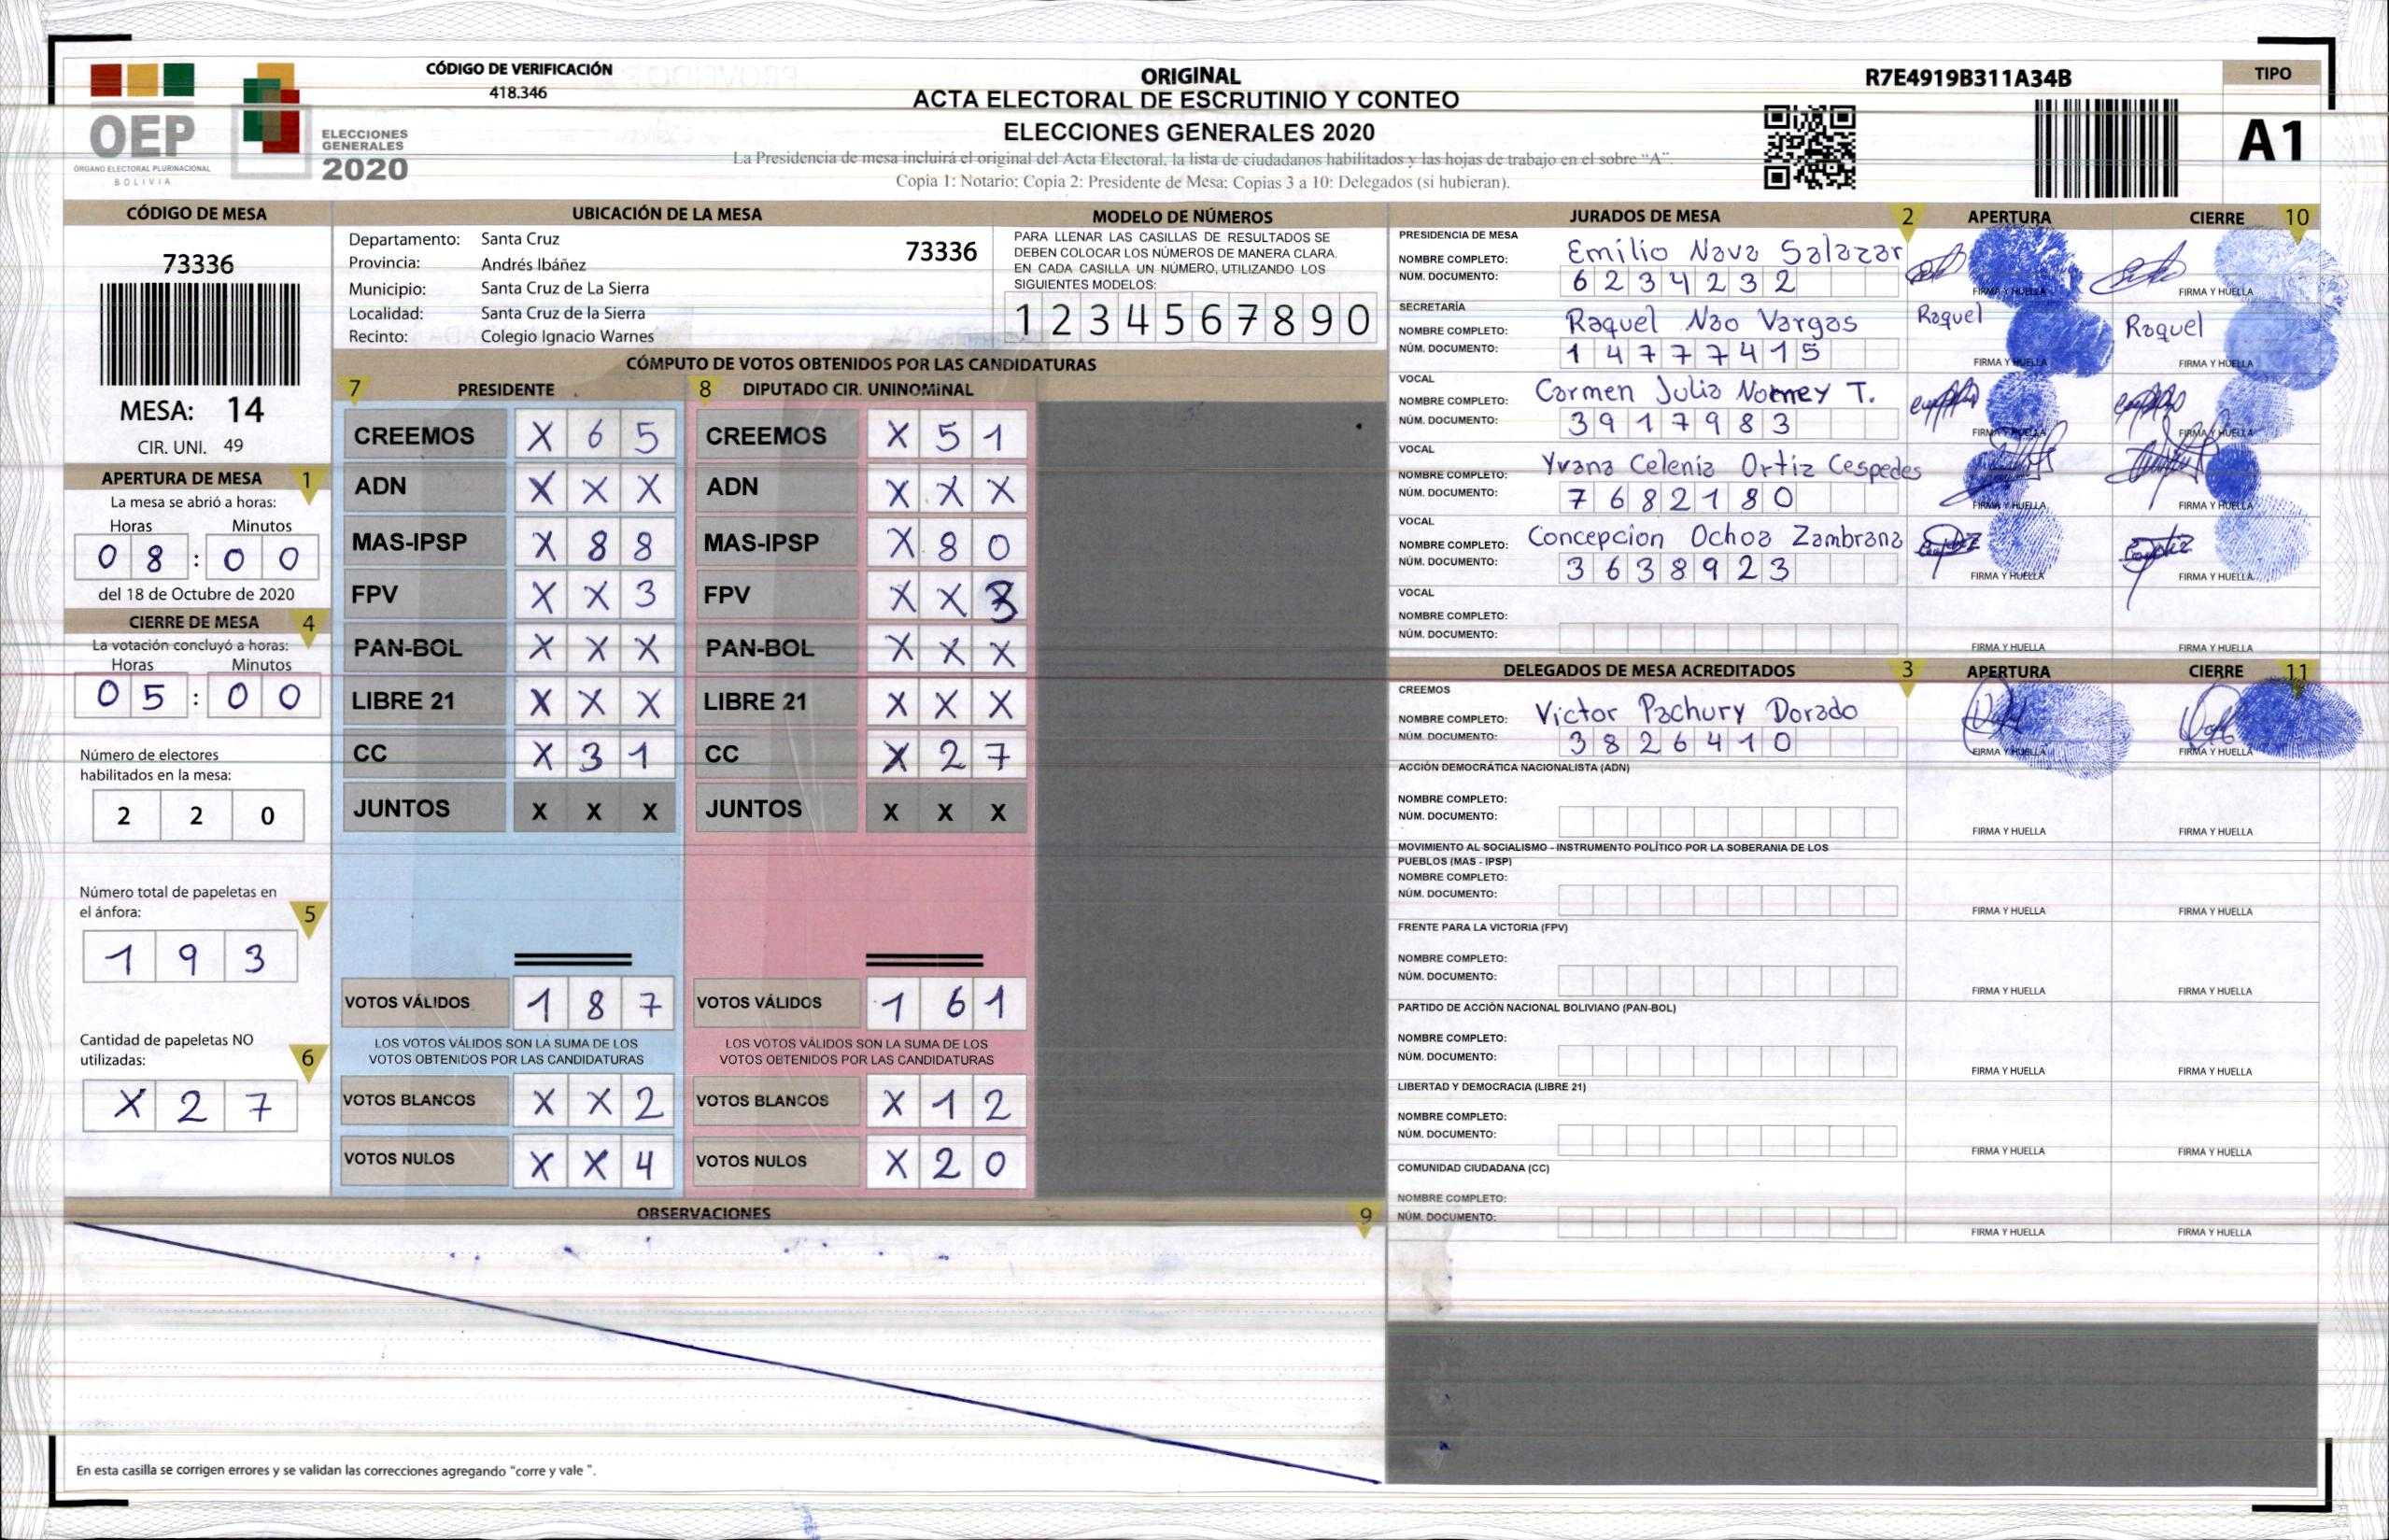 CÓDIGO DE VERIFICACIÓN
418.346
OEP
ÓRGANO ELECTORAL PLURINACIONAL
BOLIVIA
ELECCIONES
GENERALES
2020
ORIGINAL
ACTA ELECTORAL DE ESCRUTINIO Y CONTEO
ELECCIONES GENERALES 2020
La Presidencia de mesa incluirá el original del Acta Electoral, la lista de ciudadanos habilitados y las hojas de trabajo en el sobre "A".
Copia 1: Notario; Copia 2: Presidente de Mesa; Copias 3 a 10: Delegados (si hubieran).
R7E4919B311A34B
TIPO
A1
CÓDIGO DE MESA
73336
MESA: 14
CIR. UNI. 49
APERTURA DE MESA 1
La mesa se abrió a horas:
Horas Minutos
0 8 : 0 0
del 18 de Octubre de 2020
CIERRE DE MESA 4
La votación concluyó a horas:
Horas Minutos
0 5 : 0 0
Número de electores
habilitados en la mesa:
2 2 0
Número total de papeletas en
el ánfora: 5
1 9 3
Cantidad de papeletas NO
utilizadas: 6
X 2 7
UBICACIÓN DE LA MESA
Departamento: Santa Cruz
73336
Provincia: Andrés Ibáñez
Municipio: Santa Cruz de La Sierra
Localidad: Santa Cruz de la Sierra
Recinto: Colegio Ignacio Warnes
MODELO DE NÚMEROS
PARA LLENAR LAS CASILLAS DE RESULTADOS SE
DEBEN COLOCAR LOS NÚMEROS DE MANERA CLARA.
EN CADA CASILLA UN NÚMERO, UTILIZANDO LOS
SIGUIENTES MODELOS:
1 2 3 4 5 6 7 8 9 0
CÓMPUTO DE VOTOS OBTENIDOS POR LAS CANDIDATURAS
7 PRESIDENTE
CREEMOS X 6 5
ADN X X X
MAS-IPSP X 8 8
FPV X X 3
PAN-BOL X X X
LIBRE 21 X X X
CC X 3 1
JUNTOS X X X
VOTOS VÁLIDOS 1 8 7
LOS VOTOS VÁLIDOS SON LA SUMA DE LOS
VOTOS OBTENIDOS POR LAS CANDIDATURAS
VOTOS BLANCOS X X 2
VOTOS NULOS X X 4
8 DIPUTADO CIR. UNINOMINAL
CREEMOS X 5 1
ADN X X X
MAS-IPSP X 8 0
FPV X X 3
PAN-BOL X X X
LIBRE 21 X X X
CC X 2 7
JUNTOS X X X
VOTOS VÁLIDOS 1 6 1
LOS VOTOS VÁLIDOS SON LA SUMA DE LOS
VOTOS OBTENIDOS POR LAS CANDIDATURAS
VOTOS BLANCOS X 1 2
VOTOS NULOS X 2 0
OBSERVACIONES 9
En esta casilla se corrigen errores y se validan las correcciones agregando "corre y vale ".
JURADOS DE MESA 2 APERTURA CIERRE 10
PRESIDENCIA DE MESA
NOMBRE COMPLETO: Emilio Nava Salazar
NÚM. DOCUMENTO: 6 2 3 4 2 3 2
FIRMA Y HUELLA FIRMA Y HUELLA
SECRETARÍA
NOMBRE COMPLETO: Raquel Nao Vargas Raquel Raquel
NÚM. DOCUMENTO: 1 4 7 7 7 4 1 5
FIRMA Y HUELLA FIRMA Y HUELLA
VOCAL
NOMBRE COMPLETO: Carmen Julia T.
NÚM. DOCUMENTO: 3 9 1 7 9 8 3
FIRMA Y HUELLA FIRMA Y HUELLA
VOCAL
NOMBRE COMPLETO: Yvana Celenia Ortiz Cespedes
NÚM. DOCUMENTO: 7 6 8 2 1 8 0
FIRMA Y HUELLA FIRMA Y HUELLA
VOCAL
NOMBRE COMPLETO: Concepcion Ochoa Zambrana
NÚM. DOCUMENTO: 3 6 3 8 9 2 3
FIRMA Y HUELLA FIRMA Y HUELLA
VOCAL
NOMBRE COMPLETO:
NÚM. DOCUMENTO:
FIRMA Y HUELLA FIRMA Y HUELLA
DELEGADOS DE MESA ACREDITADOS 3 APERTURA CIERRE 11
CREEMOS
NOMBRE COMPLETO: Victor Pachury Dorado
NÚM. DOCUMENTO: 3 8 2 6 4 1 0
FIRMA Y HUELLA FIRMA Y HUELLA
ACCIÓN DEMOCRÁTICA NACIONALISTA (ADN)
NOMBRE COMPLETO:
NÚM. DOCUMENTO:
FIRMA Y HUELLA FIRMA Y HUELLA
MOVIMIENTO AL SOCIALISMO - INSTRUMENTO POLÍTICO POR LA SOBERANIA DE LOS
PUEBLOS (MAS - IPSP)
NOMBRE COMPLETO:
NÚM. DOCUMENTO:
FIRMA Y HUELLA FIRMA Y HUELLA
FRENTE PARA LA VICTORIA (FPV)
NOMBRE COMPLETO:
NÚM. DOCUMENTO:
FIRMA Y HUELLA FIRMA Y HUELLA
PARTIDO DE ACCIÓN NACIONAL BOLIVIANO (PAN-BOL)
NOMBRE COMPLETO:
NÚM. DOCUMENTO:
FIRMA Y HUELLA FIRMA Y HUELLA
LIBERTAD Y DEMOCRACIA (LIBRE 21)
NOMBRE COMPLETO:
NÚM. DOCUMENTO:
FIRMA Y HUELLA FIRMA Y HUELLA
COMUNIDAD CIUDADANA (CC)
NOMBRE COMPLETO:
NÚM. DOCUMENTO:
FIRMA Y HUELLA FIRMA Y HUELLA